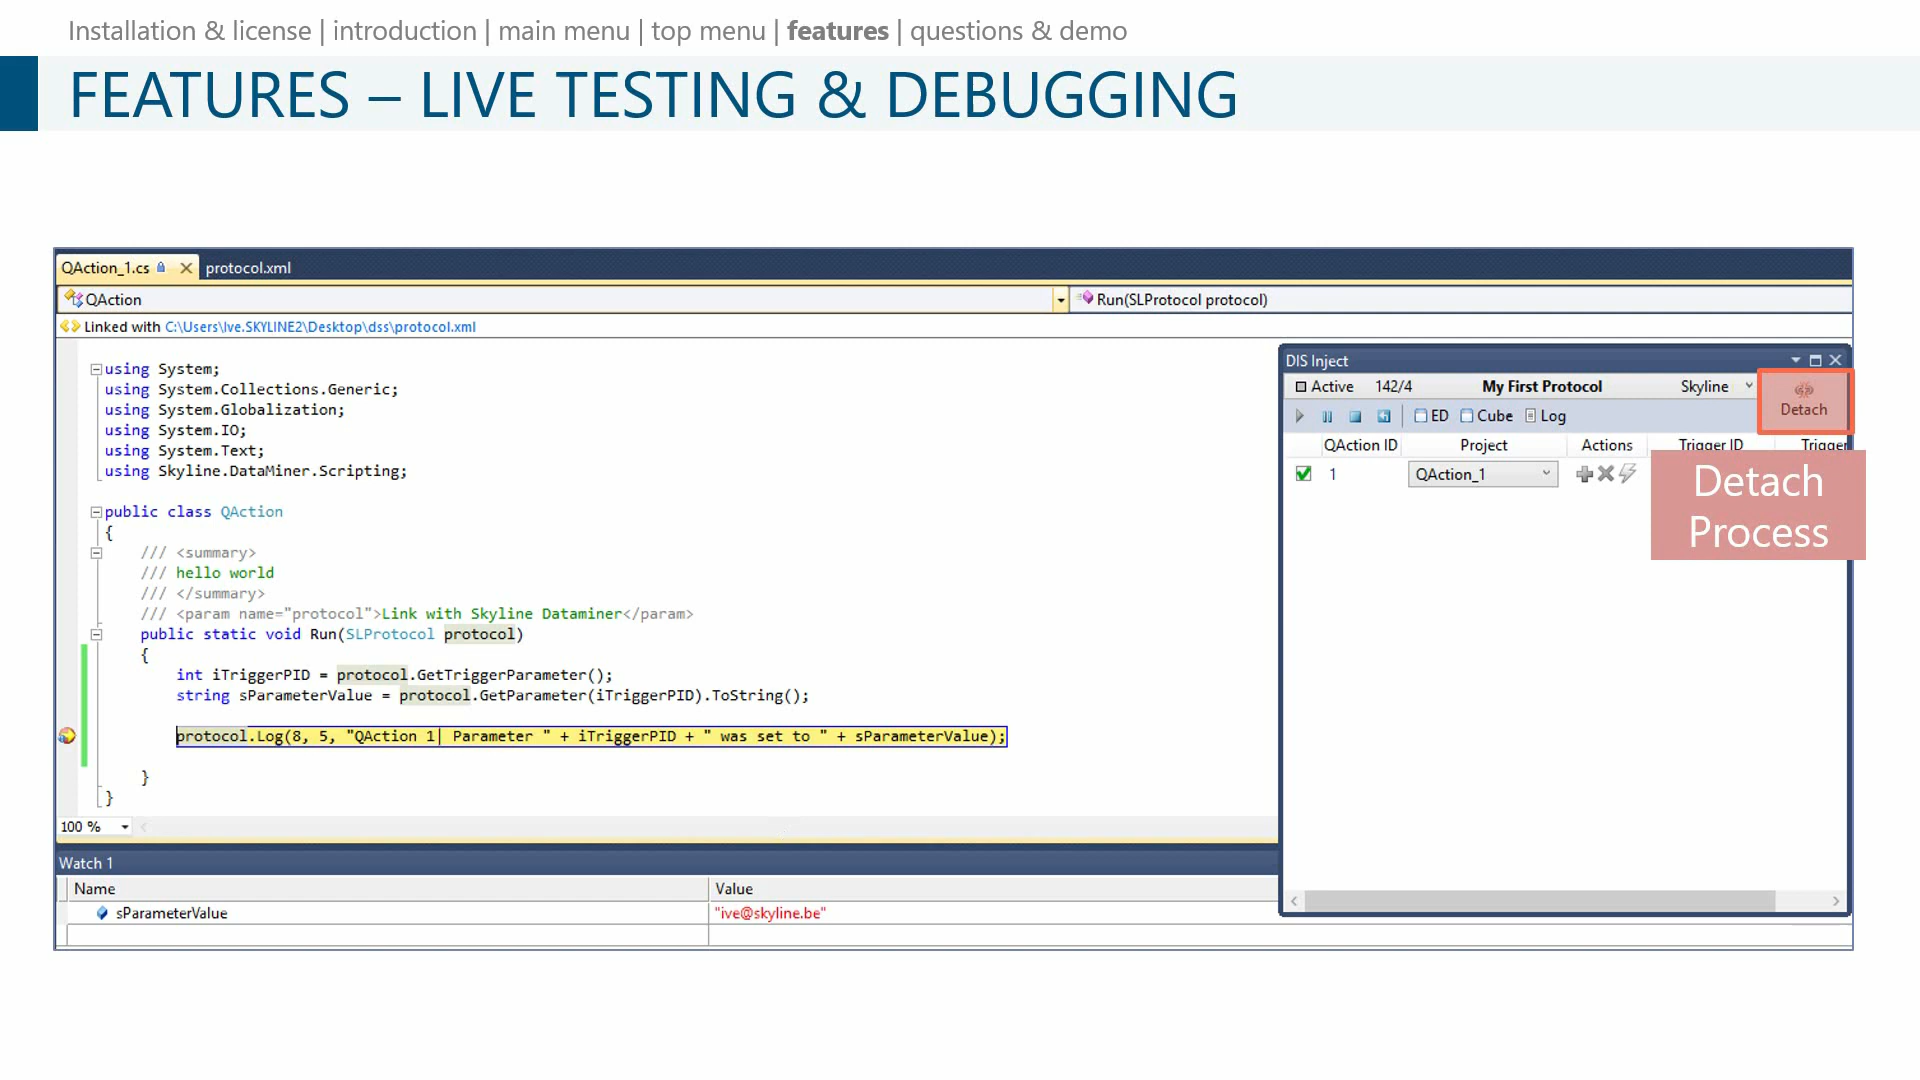 Installation & license | introduction | main menu | top menu | features | questions & demo
FEATURES – LIVE TESTING & DEBUGGING
QAction_1.cs protocol.xml
QAction Run(SLProtocol protocol)
Linked with C:\Users\Ive.SKYLINE2\Desktop\dss\protocol.xml
using System;
using System.Collections.Generic;
using System.Globalization;
using System.IO;
using System.Text;
using Skyline.DataMiner.Scripting;
public class QAction
{
/// <summary>
/// hello world
/// </summary>
/// <param name="protocol">Link with Skyline Dataminer</param>
public static void Run(SLProtocol protocol)
{
int iTriggerPID = protocol.GetTriggerParameter();
string sParameterValue = protocol.GetParameter(iTriggerPID).ToString();
protocol.Log(8, 5, "QAction 1| Parameter " + iTriggerPID + " was set to " + sParameterValue);
}
}
100 %
Watch 1
Name Value
sParameterValue "ive@skyline.be"
DIS Inject
Active 142/4 My First Protocol Skyline
Detach
ED Cube Log
QAction ID Project Actions Trigger ID Trigger
1 QAction_1
Detach
Process